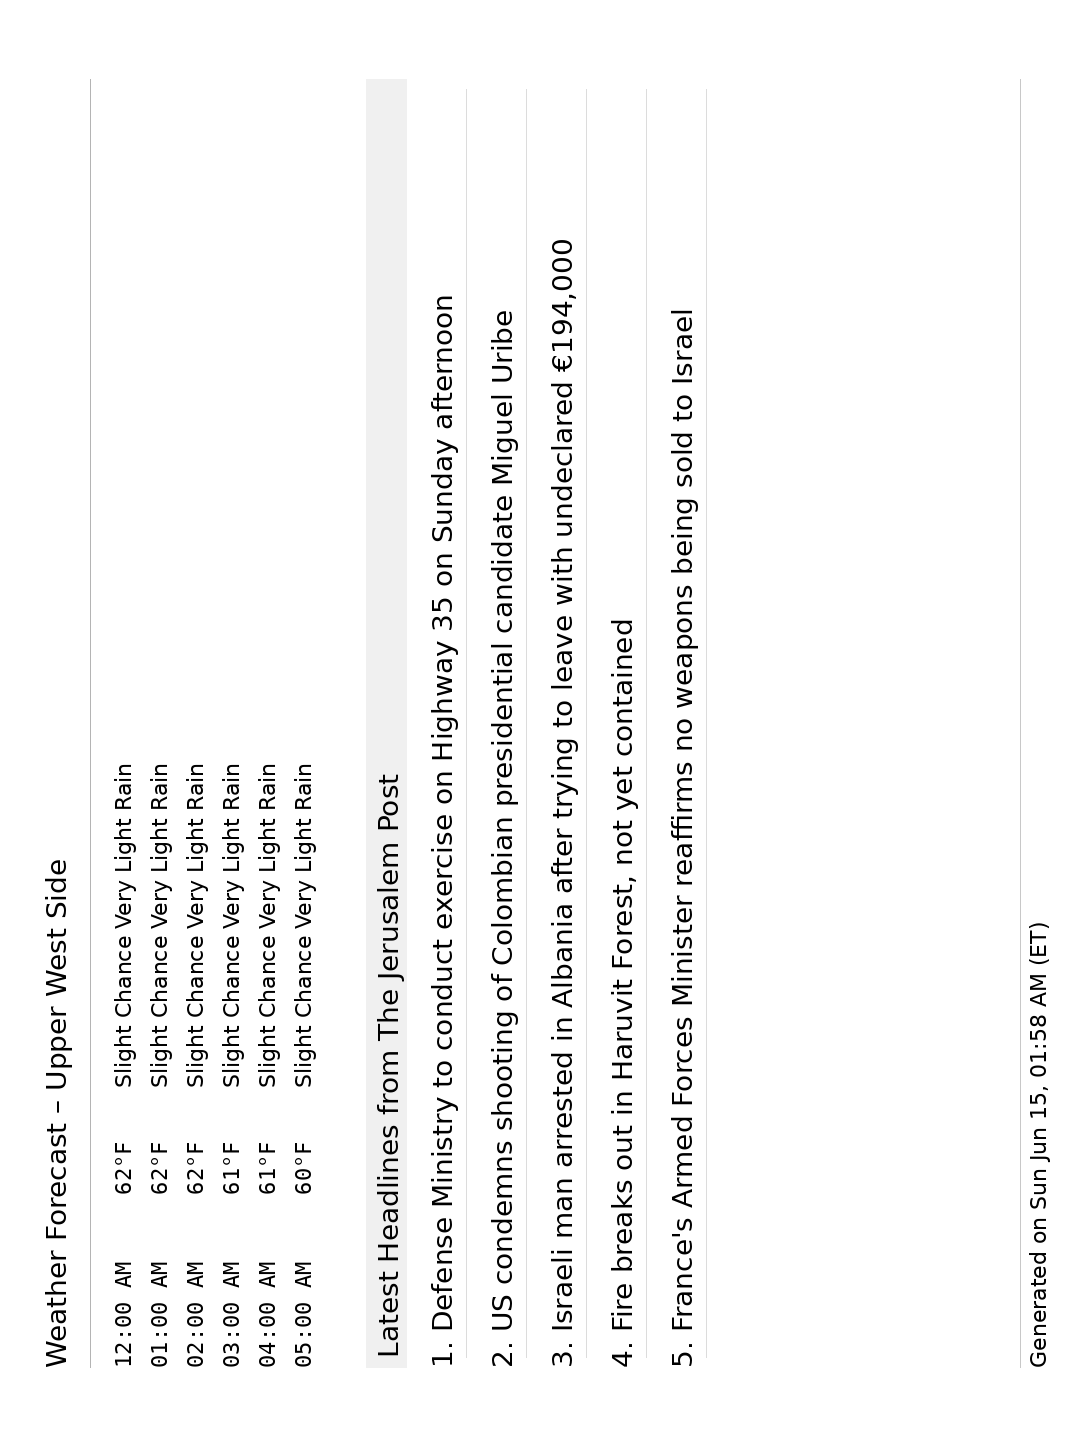 Weather Forecast – Upper West Side
12:00 AM 62°F Slight Chance Very Light Rain
01:00 AM 62°F Slight Chance Very Light Rain
02:00 AM 62°F Slight Chance Very Light Rain
03:00 AM 61°F Slight Chance Very Light Rain
04:00 AM 61°F Slight Chance Very Light Rain
05:00 AM 60°F Slight Chance Very Light Rain
Latest Headlines from The Jerusalem Post
1. Defense Ministry to conduct exercise on Highway 35 on Sunday afternoon
2. US condemns shooting of Colombian presidential candidate Miguel Uribe
3. Israeli man arrested in Albania after trying to leave with undeclared €194,000
4. Fire breaks out in Haruvit Forest, not yet contained
5. France's Armed Forces Minister reaffirms no weapons being sold to Israel
Generated on Sun Jun 15, 01:58 AM (ET)